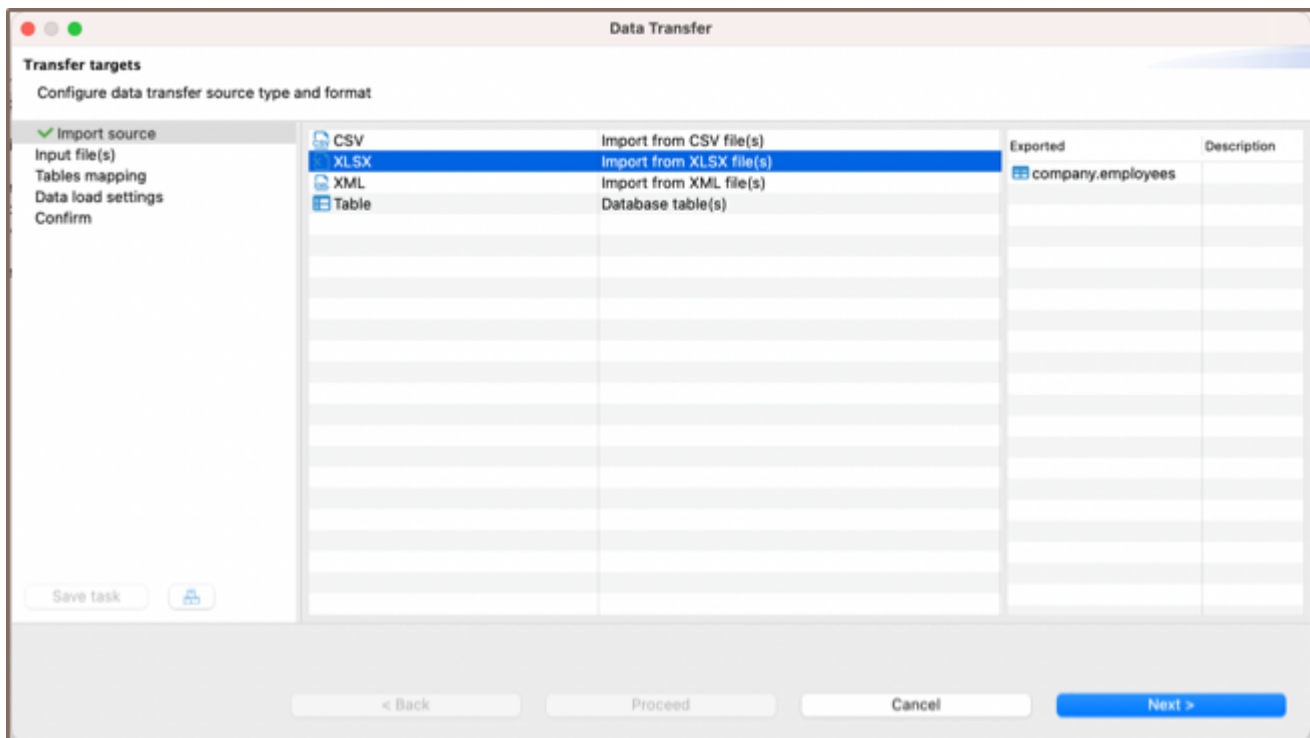 Data Transfer
Transfer targets
Configure data transfer source type and format
Import source
Input file(s)
Tables mapping
Data load settings
Confirm
CSV Import from CSV file(s)
XLSX Import from XLSX file(s)
XML Import from XML file(s)
Table Database table(s)
Exported Description
company.employees
Save task
< Back Proceed Cancel Next >